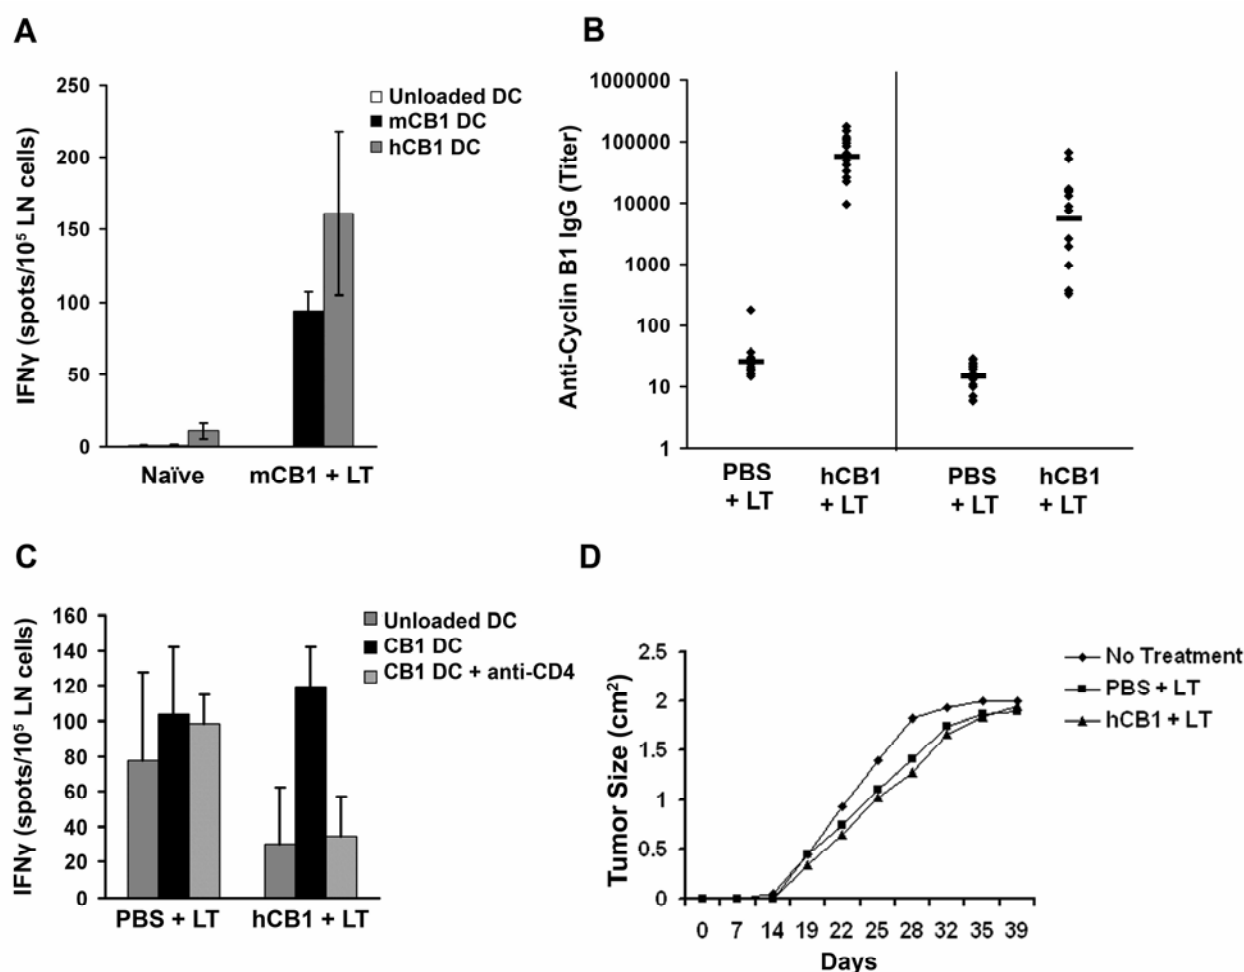 A
IFNγ (spots/10⁵ LN cells)
250
200
150
100
50
0
Unloaded DC
mCB1 DC
hCB1 DC
Naïve mCB1 + LT
B
Anti-Cyclin B1 IgG (Titer)
1000000
100000
10000
1000
100
10
1
PBS hCB1 PBS hCB1
+ LT + LT + LT + LT
C
IFNγ (spots/10⁵ LN cells)
160
140
120
100
80
60
40
20
0
Unloaded DC
CB1 DC
CB1 DC + anti-CD4
PBS + LT hCB1 + LT
D
Tumor Size (cm²)
2.5
2
1.5
1
0.5
0
No Treatment
PBS + LT
hCB1 + LT
0 7 14 19 22 25 28 32 35 39
Days